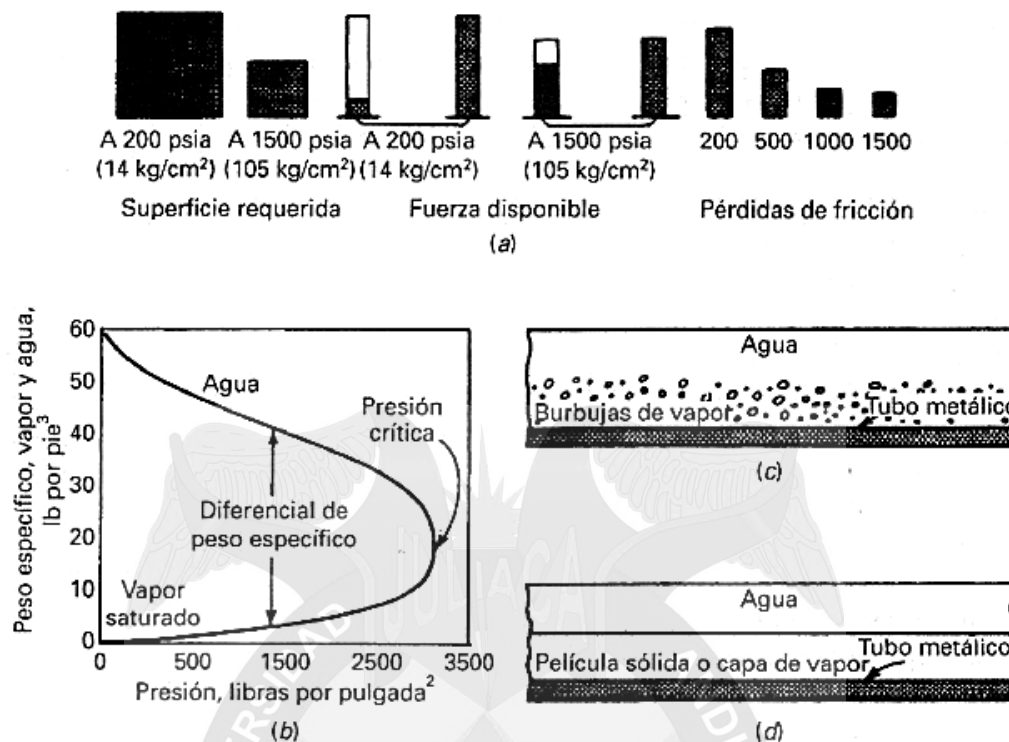 A 200 psia
(14 kg/cm²)
A 1500 psia
(105 kg/cm²)
A 200 psia
(14 kg/cm²)
A 1500 psia
(105 kg/cm²)
200 500 1000 1500
Superficie requerida
Fuerza disponible
Pérdidas de fricción
(a)
Peso específico, vapor y agua,
lb por pie³
60
50
40
30
20
10
0
Agua
Presión
crítica
Diferencial de
peso específico
Vapor
saturado
0 500 1500 2500 3500
Presión, libras por pulgada²
(b)
Agua
Burbujas de vapor
Tubo metálico
(c)
Agua
Película sólida o capa de vapor
Tubo metálico
(d)
JULIACA